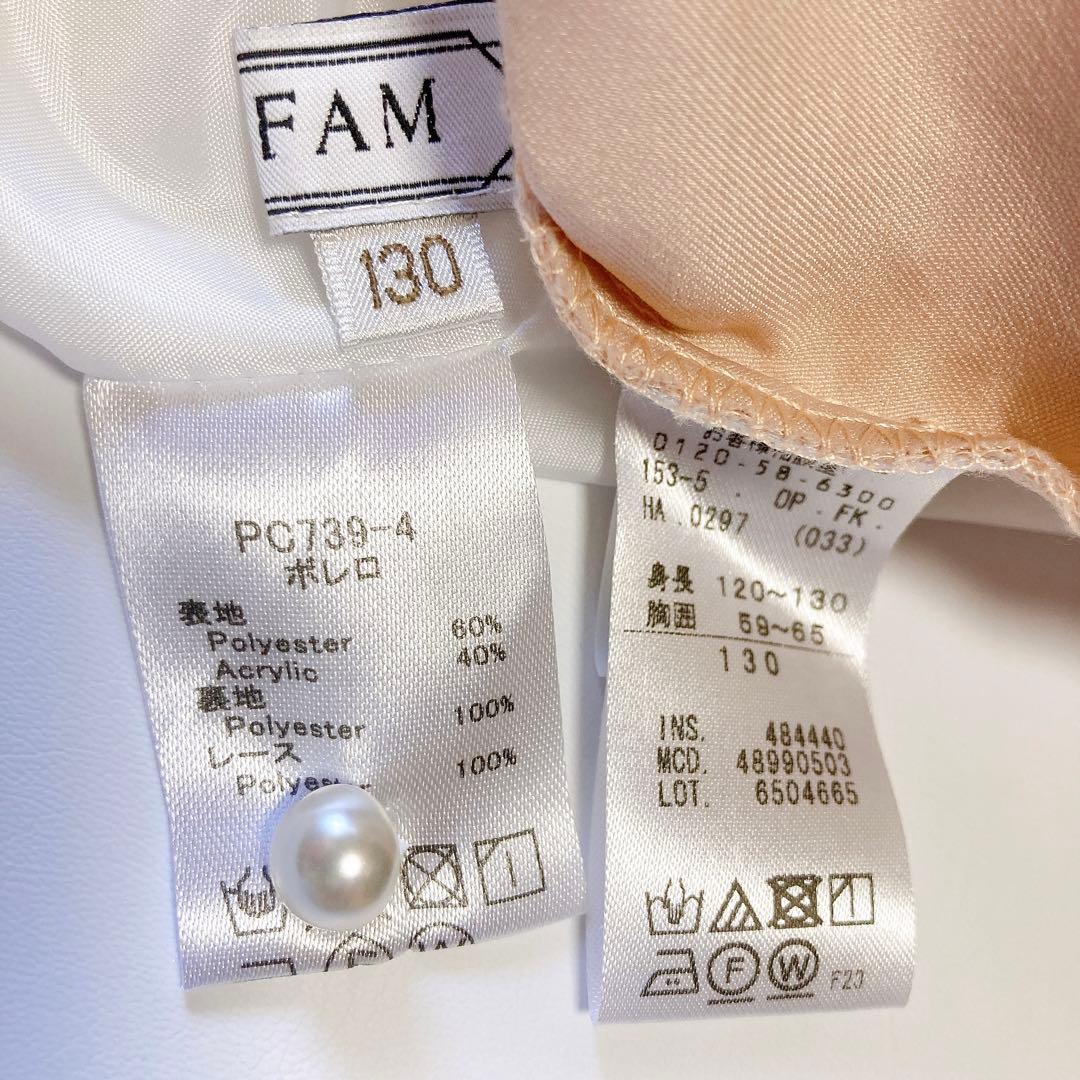 FAM
130
PC739-4
ボレロ
表地
Polyester 60%
Acrylic 40%
裏地
Polyester 100%
レース
100%
お客様相談室
0120-58-6300
153-5 . OP . FK .
HA .0297 (033)
身長 120~130
胸囲 59~65
130
INS. 484440
MCD. 48990503
LOT. 6504665
F W F23